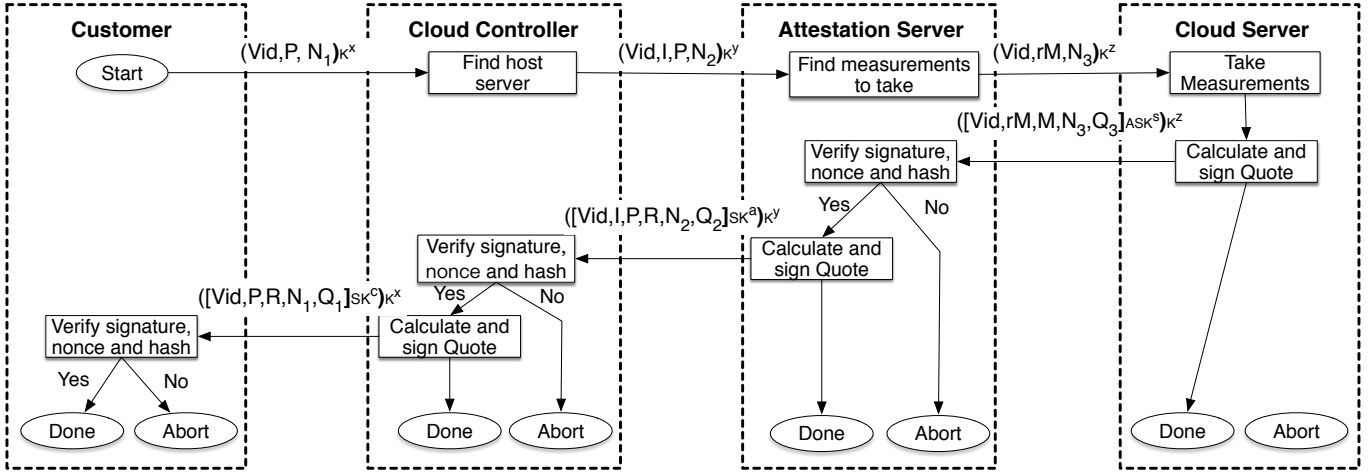 Customer
Cloud Controller
Attestation Server
Cloud Server
Start
(Vid,P, N1)Kx
Find host
server
(Vid,I,P,N2)Ky
Find measurements
to take
(Vid,rM,N3)Kz
Take
Measurements
([Vid,rM,M,N3,Q3]ASKs)Kz
Verify signature,
nonce and hash
Calculate and
sign Quote
Yes
No
([Vid,I,P,R,N2,Q2]SKa)Ky
Verify signature,
nonce and hash
Calculate and
sign Quote
Yes
No
([Vid,P,R,N1,Q1]SKc)Kx
Verify signature,
nonce and hash
Calculate and
sign Quote
Yes
No
Done
Abort
Done
Abort
Done
Abort
Done
Abort